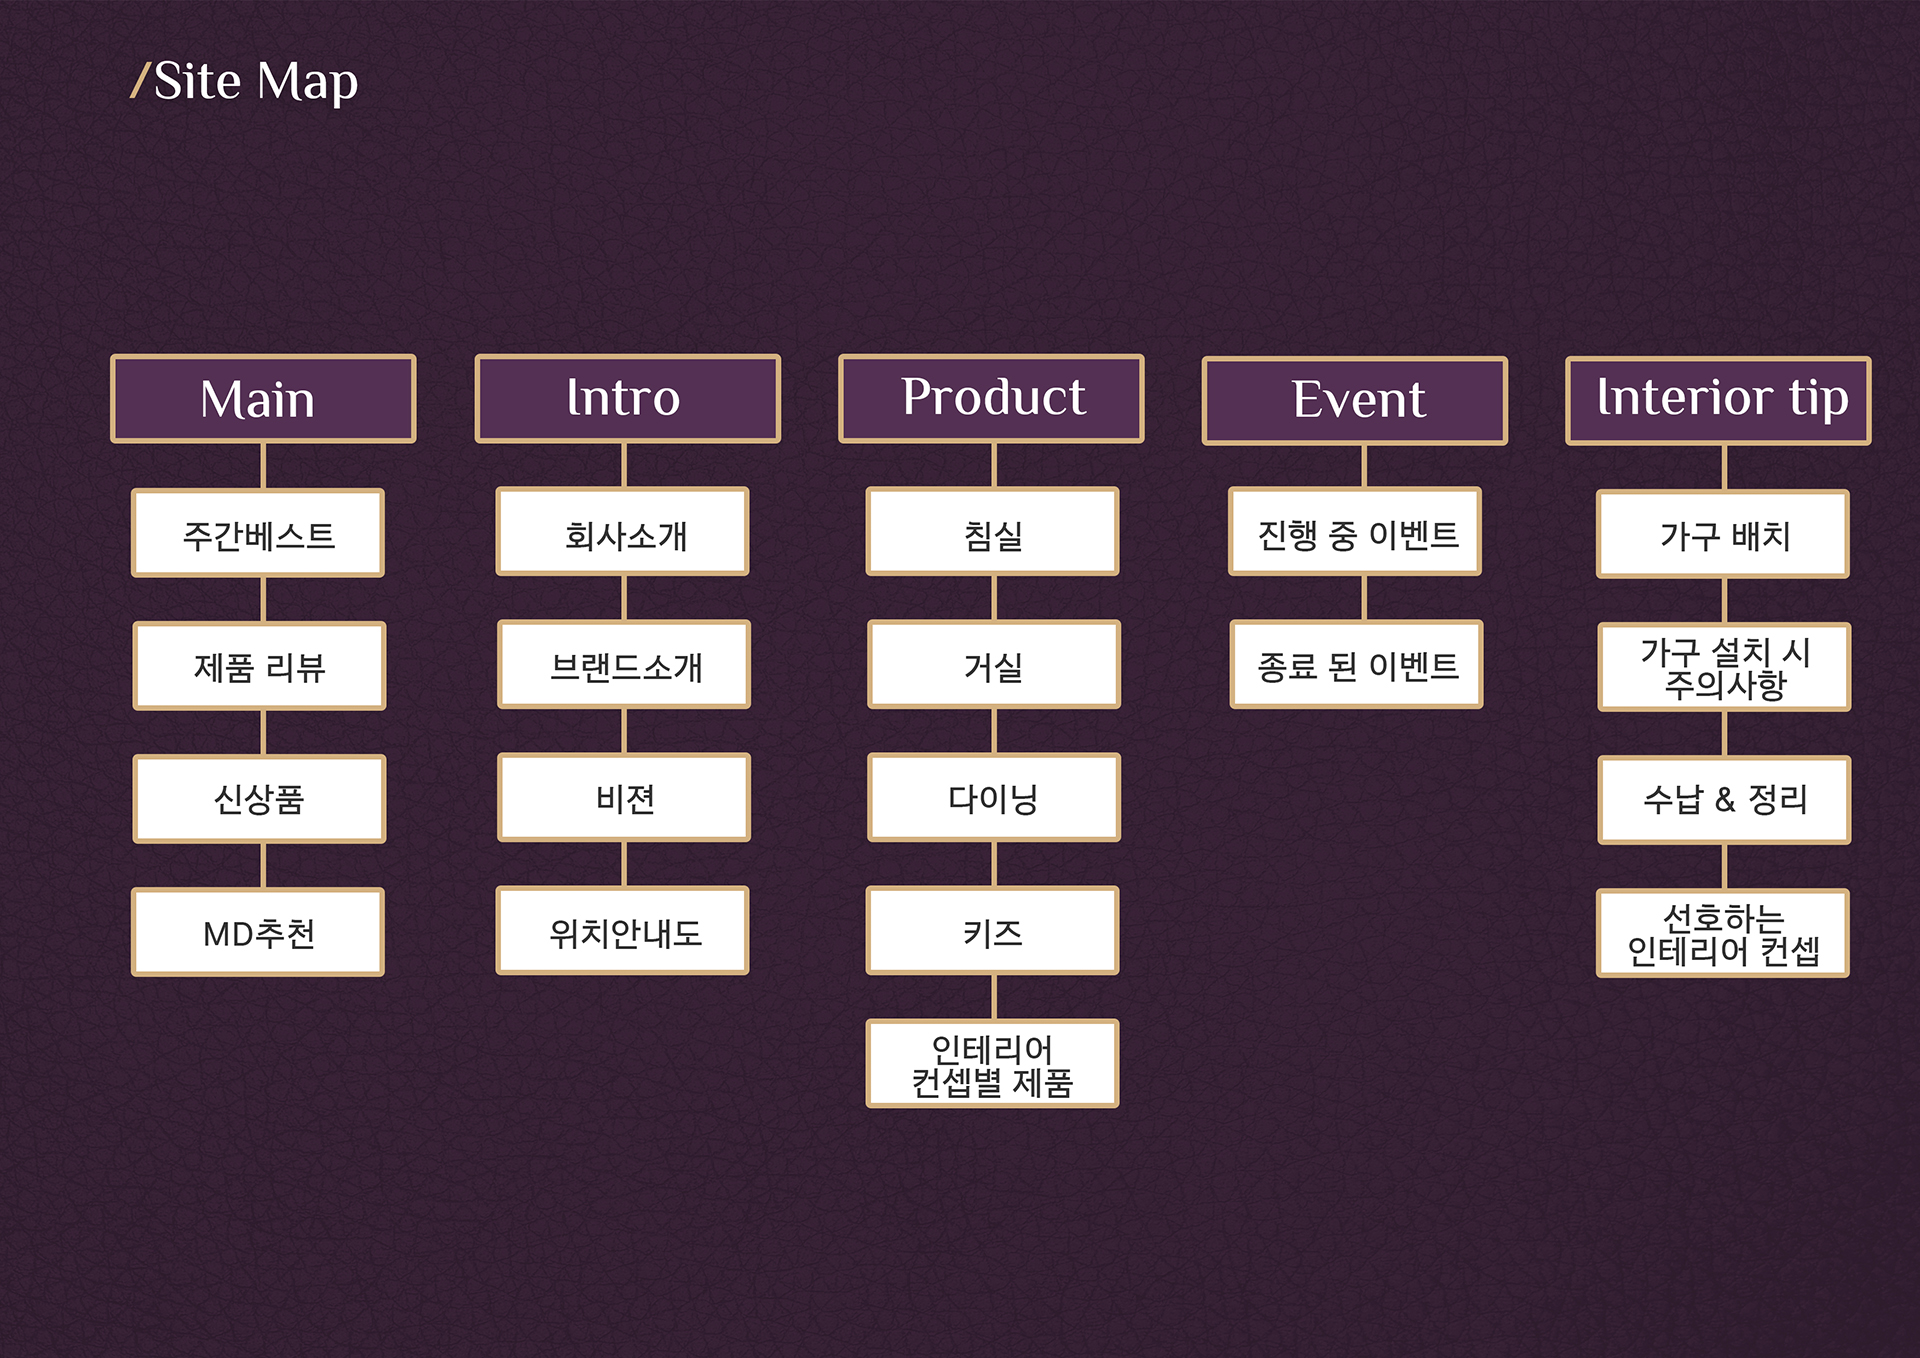 /Site Map
Main
주간베스트
제품 리뷰
신상품
MD추천
Intro
회사소개
브랜드소개
비젼
위치안내도
Product
침실
거실
다이닝
키즈
인테리어
컨셉별 제품
Event
진행 중 이벤트
종료 된 이벤트
Interior tip
가구 배치
가구 설치 시
주의사항
수납 & 정리
선호하는
인테리어 컨셉